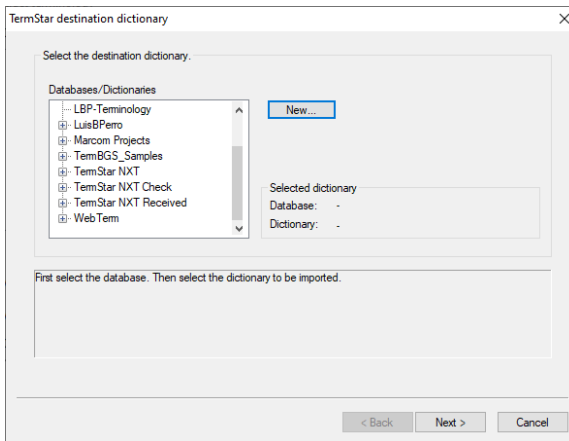 TermStar destination dictionary
Select the destination dictionary.
Databases/Dictionaries
LBP-Terminology
LuisBPerro
Marcom Projects
TermBGS_Samples
TermStar NXT
TermStar NXT Check
TermStar NXT Received
WebTerm
New...
Selected dictionary
Database: -
Dictionary: -
First select the database. Then select the dictionary to be imported.
< Back
Next >
Cancel